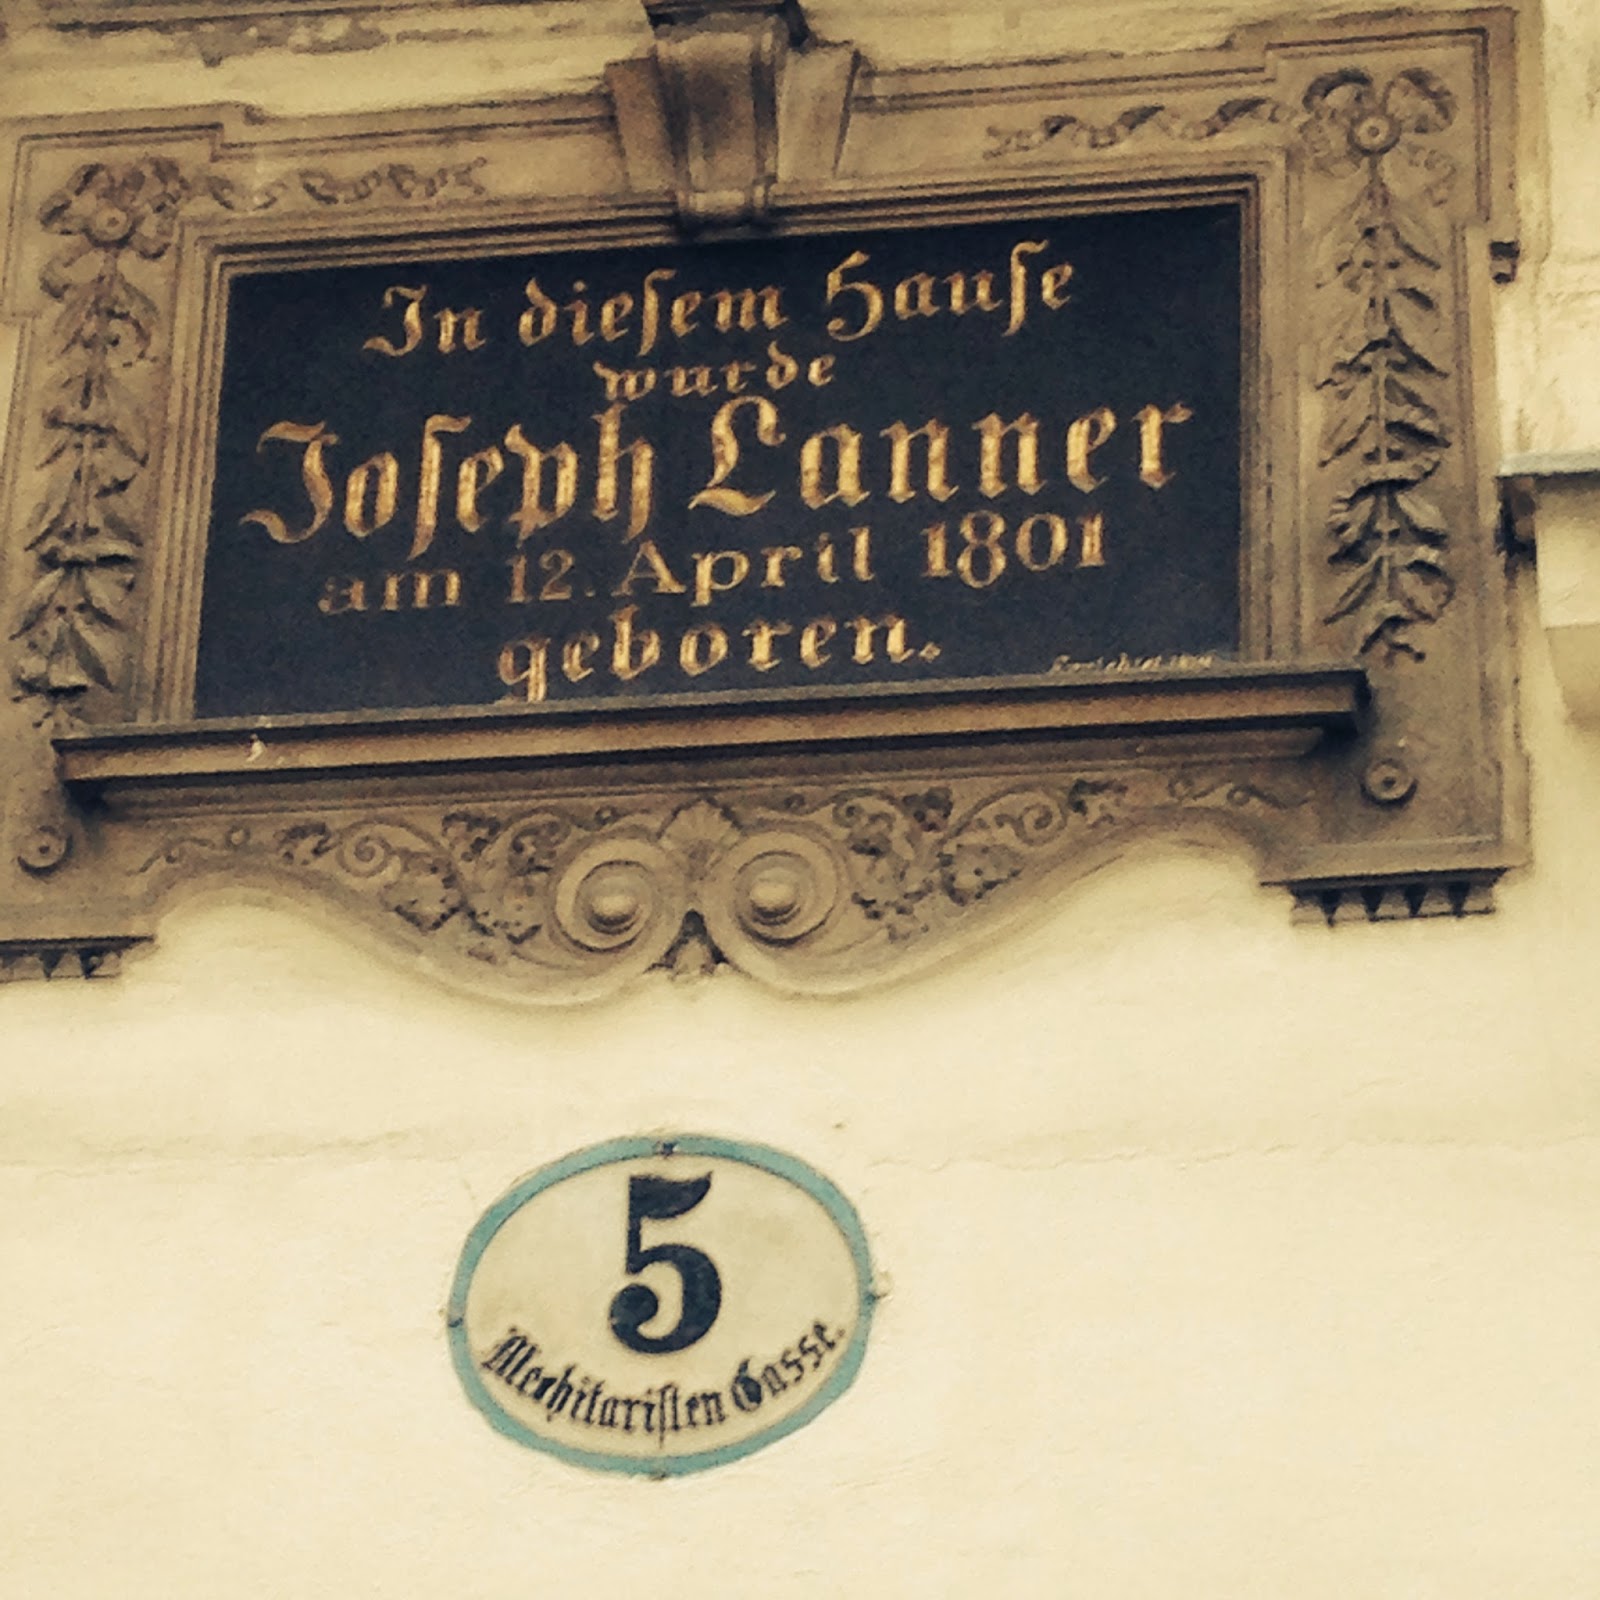 In dieſem Hauſe
wurde
Joſeph Lanner
am 12. April 1801
geboren.
5
Mechitariſten Gasse.